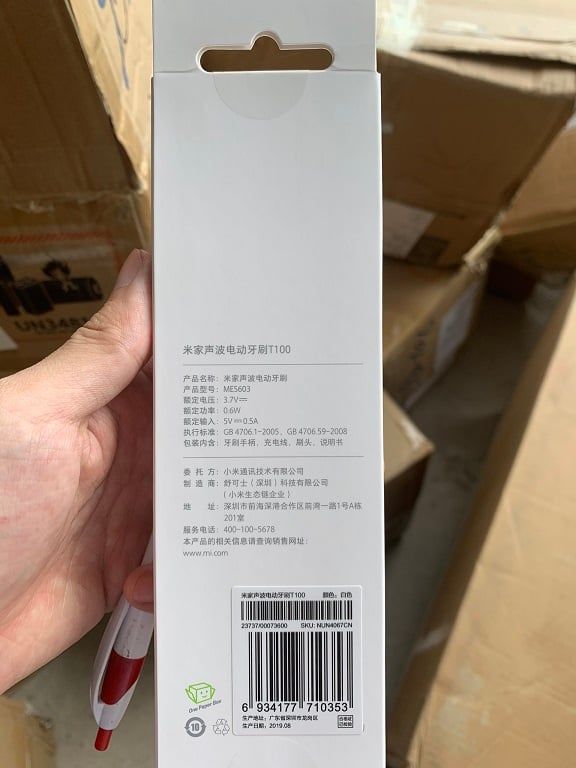 UN3481
米家声波电动牙刷T100
产品名称：米家声波电动牙刷
产品型号：MES603
额定电压：3.7V⎓
额定功率：0.6W
额定输入：5V⎓0.5A
执行标准：GB 4706.1-2005、GB 4706.59-2008
包装内含：牙刷手柄、充电线、刷头、说明书
委 托 方：小米通讯技术有限公司
制 造 商：舒可士（深圳）科技有限公司
（小米生态链企业）
地 址：深圳市前海深港合作区前湾一路1号A栋
201室
服务电话：400-100-5678
本产品的相关信息请查询销售网址：
www.mi.com
米家声波电动牙刷T100 颜色：白色
23737/00073600 SKU: NUN4067CN
6 934177 710353
生产地址：广东省深圳市龙岗区
生产日期：2019.08
合格证
已检验
One Paper Box
10